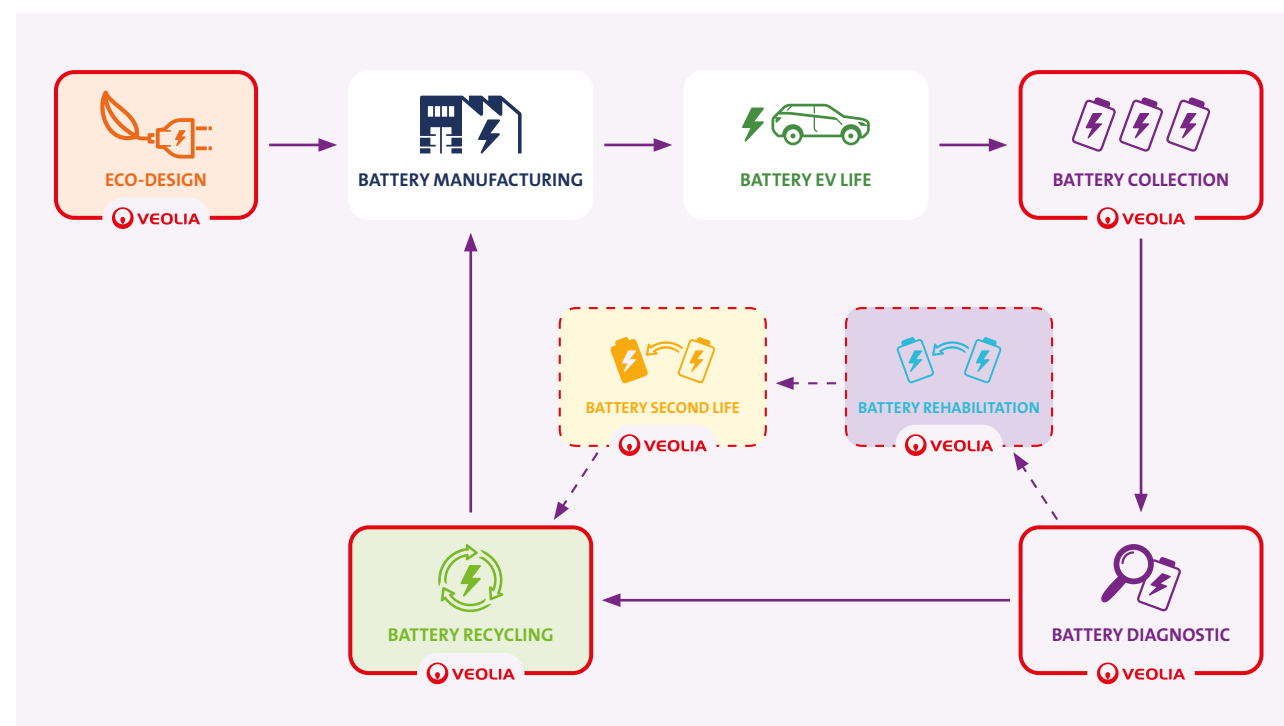 ECO-DESIGN
VEOLIA
BATTERY MANUFACTURING
BATTERY EV LIFE
BATTERY COLLECTION
VEOLIA
BATTERY SECOND LIFE
VEOLIA
BATTERY REHABILITATION
VEOLIA
BATTERY RECYCLING
VEOLIA
BATTERY DIAGNOSTIC
VEOLIA